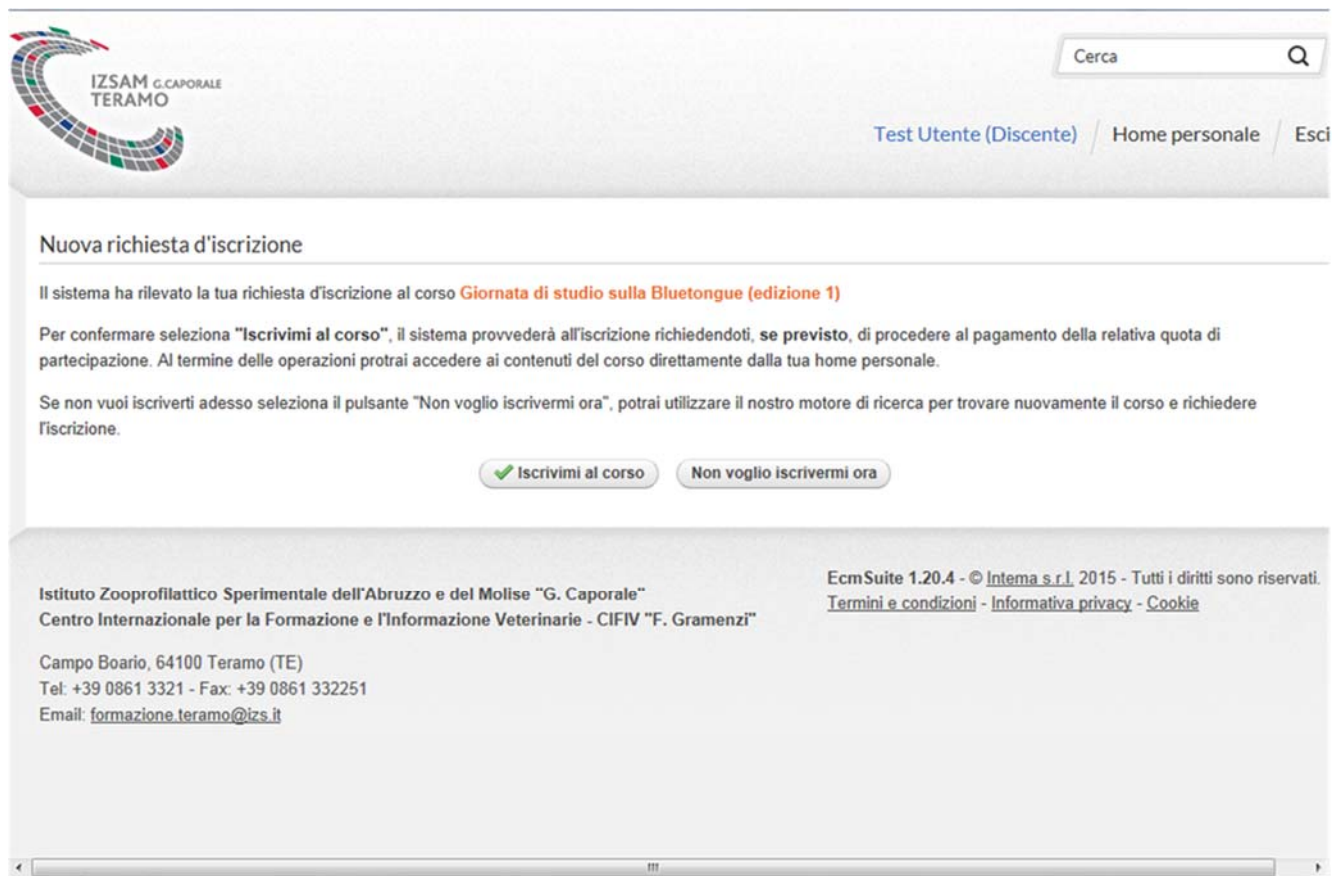 IZSAM G.CAPORALE
TERAMO
Cerca
Test Utente (Discente) / Home personale / Esci
Nuova richiesta d'iscrizione
Il sistema ha rilevato la tua richiesta d'iscrizione al corso Giornata di studio sulla Bluetongue (edizione 1)
Per confermare seleziona "Iscrivimi al corso", il sistema provvederà all'iscrizione richiedendoti, se previsto, di procedere al pagamento della relativa quota di
partecipazione. Al termine delle operazioni protrai accedere ai contenuti del corso direttamente dalla tua home personale.
Se non vuoi iscriverti adesso seleziona il pulsante "Non voglio iscrivermi ora", potrai utilizzare il nostro motore di ricerca per trovare nuovamente il corso e richiedere
l'iscrizione.
Iscrivimi al corso
Non voglio iscrivermi ora
Istituto Zooprofilattico Sperimentale dell'Abruzzo e del Molise "G. Caporale"
Centro Internazionale per la Formazione e l'Informazione Veterinarie - CIFIV "F. Gramenzi"
Campo Boario, 64100 Teramo (TE)
Tel: +39 0861 3321 - Fax: +39 0861 332251
Email: formazione.teramo@izs.it
EcmSuite 1.20.4 - © Intema s.r.l. 2015 - Tutti i diritti sono riservati.
Termini e condizioni - Informativa privacy - Cookie